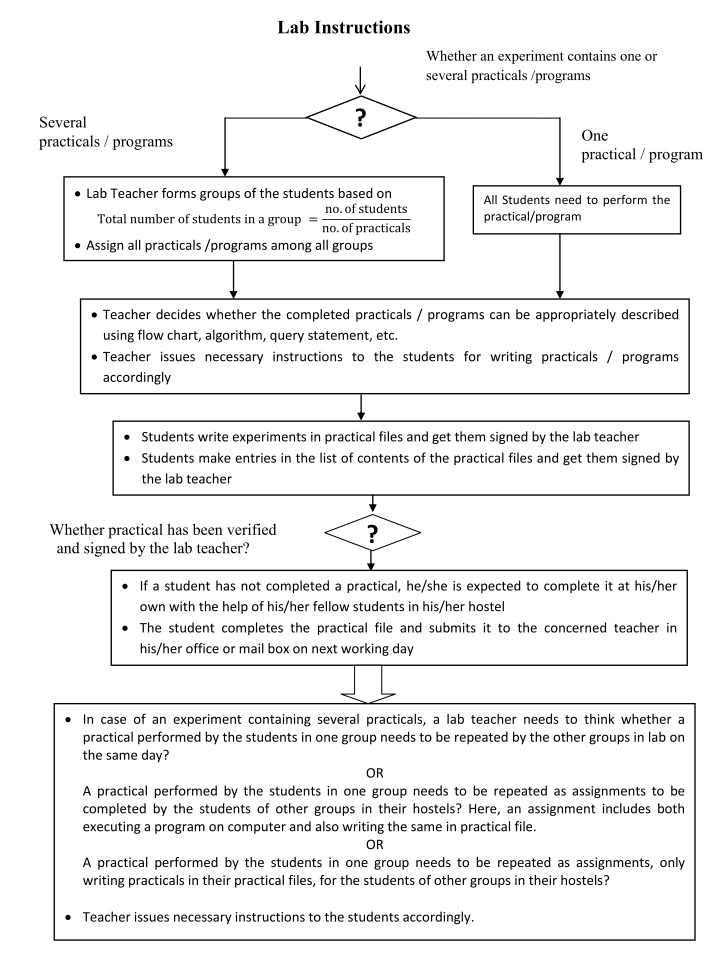 Lab Instructions
Whether an experiment contains one or
several practicals /programs
?
Several
practicals / programs
One
practical / program
• Lab Teacher forms groups of the students based on
Total number of students in a group = no. of students / no. of practicals
• Assign all practicals /programs among all groups
All Students need to perform the
practical/program
• Teacher decides whether the completed practicals / programs can be appropriately described
using flow chart, algorithm, query statement, etc.
• Teacher issues necessary instructions to the students for writing practicals / programs
accordingly
• Students write experiments in practical files and get them signed by the lab teacher
• Students make entries in the list of contents of the practical files and get them signed by
the lab teacher
Whether practical has been verified
and signed by the lab teacher?
?
• If a student has not completed a practical, he/she is expected to complete it at his/her
own with the help of his/her fellow students in his/her hostel
• The student completes the practical file and submits it to the concerned teacher in
his/her office or mail box on next working day
• In case of an experiment containing several practicals, a lab teacher needs to think whether a
practical performed by the students in one group needs to be repeated by the other groups in lab on
the same day?
OR
A practical performed by the students in one group needs to be repeated as assignments to be
completed by the students of other groups in their hostels? Here, an assignment includes both
executing a program on computer and also writing the same in practical file.
OR
A practical performed by the students in one group needs to be repeated as assignments, only
writing practicals in their practical files, for the students of other groups in their hostels?
• Teacher issues necessary instructions to the students accordingly.